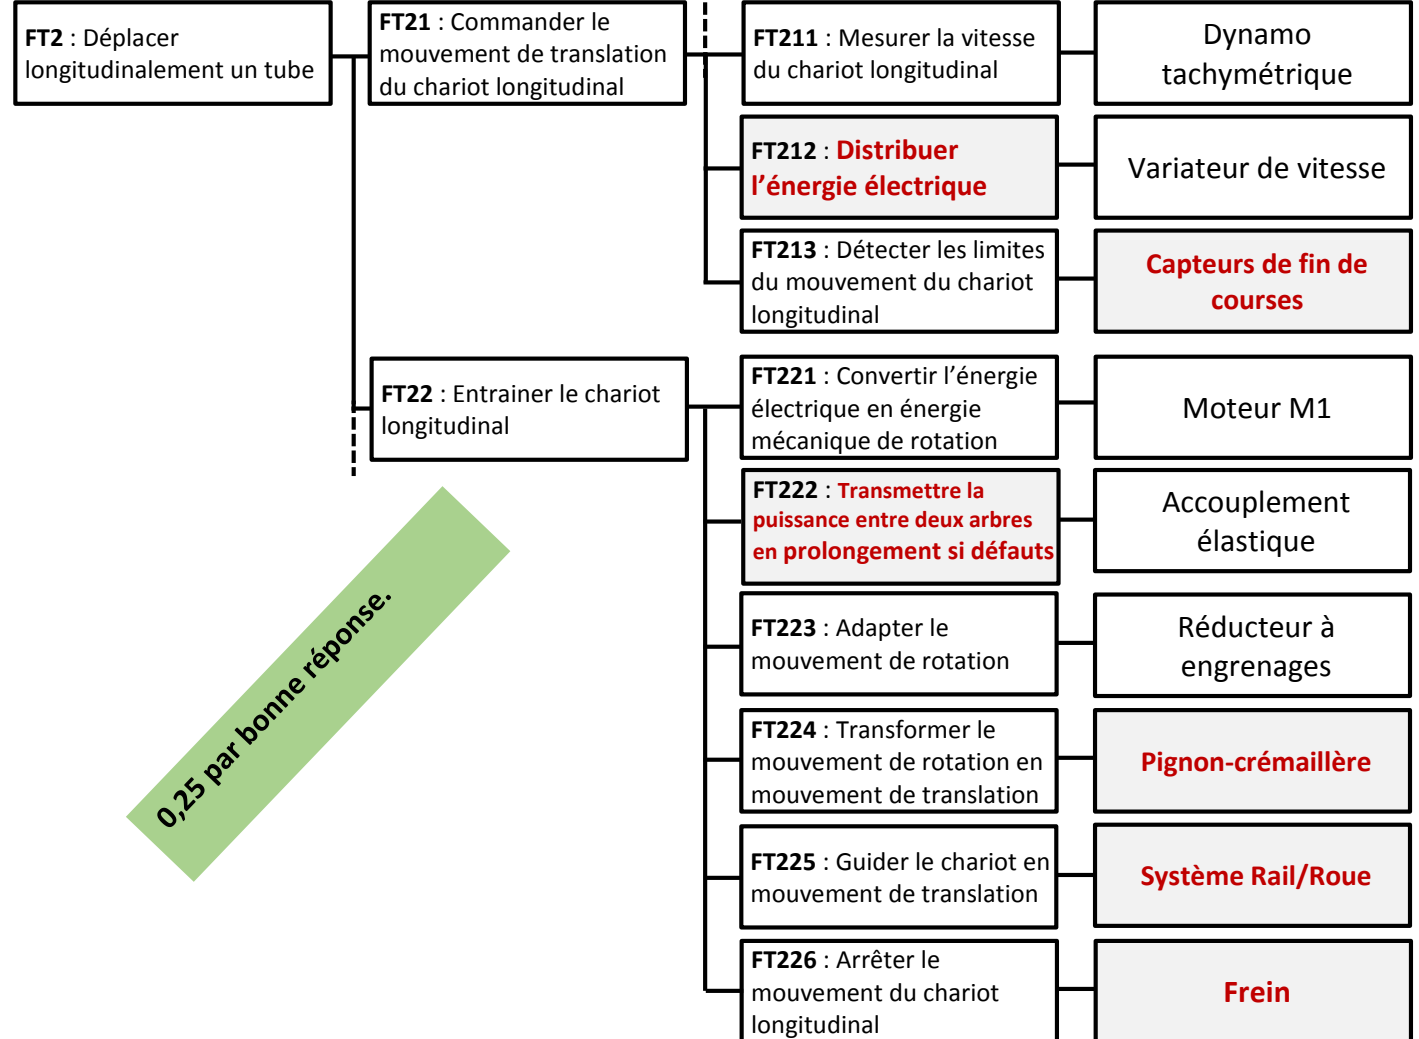 FT2 : Déplacer
longitudinalement un tube
FT21 : Commander le
mouvement de translation
du chariot longitudinal
FT211 : Mesurer la vitesse
du chariot longitudinal
Dynamo
tachymétrique
FT212 : Distribuer
l’énergie électrique
Variateur de vitesse
FT213 : Détecter les limites
du mouvement du chariot
longitudinal
Capteurs de fin de
courses
FT22 : Entrainer le chariot
longitudinal
FT221 : Convertir l’énergie
électrique en énergie
mécanique de rotation
Moteur M1
FT222 : Transmettre la
puissance entre deux arbres
en prolongement si défauts
Accouplement
élastique
FT223 : Adapter le
mouvement de rotation
Réducteur à
engrenages
FT224 : Transformer le
mouvement de rotation en
mouvement de translation
Pignon-crémaillère
FT225 : Guider le chariot en
mouvement de translation
Système Rail/Roue
FT226 : Arrêter le
mouvement du chariot
longitudinal
Frein
0,25 par bonne réponse.